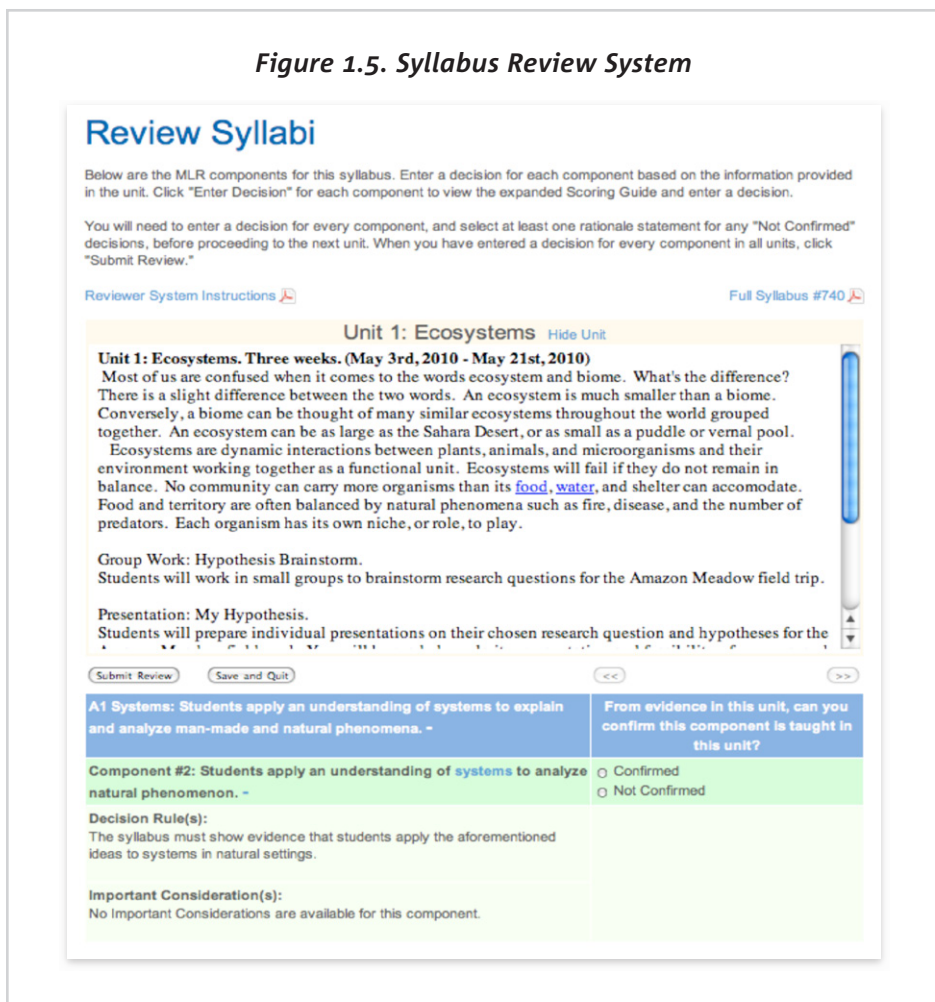 Figure 1.5. Syllabus Review System
Review Syllabi
Below are the MLR components for this syllabus. Enter a decision for each component based on the information provided
in the unit. Click "Enter Decision" for each component to view the expanded Scoring Guide and enter a decision.
You will need to enter a decision for every component, and select at least one rationale statement for any "Not Confirmed"
decisions, before proceeding to the next unit. When you have entered a decision for every component in all units, click
"Submit Review."
Reviewer System Instructions
Full Syllabus #740
Unit 1: Ecosystems Hide Unit
Unit 1: Ecosystems. Three weeks. (May 3rd, 2010 - May 21st, 2010)
Most of us are confused when it comes to the words ecosystem and biome. What's the difference?
There is a slight difference between the two words. An ecosystem is much smaller than a biome.
Conversely, a biome can be thought of many similar ecosystems throughout the world grouped
together. An ecosystem can be as large as the Sahara Desert, or as small as a puddle or vernal pool.
Ecosystems are dynamic interactions between plants, animals, and microorganisms and their
environment working together as a functional unit. Ecosystems will fail if they do not remain in
balance. No community can carry more organisms than its food, water, and shelter can accomodate.
Food and territory are often balanced by natural phenomena such as fire, disease, and the number of
predators. Each organism has its own niche, or role, to play.
Group Work: Hypothesis Brainstorm.
Students will work in small groups to brainstorm research questions for the Amazon Meadow field trip.
Presentation: My Hypothesis.
Students will prepare individual presentations on their chosen research question and hypotheses for the
Submit Review
Save and Quit
<<
>>
A1 Systems: Students apply an understanding of systems to explain
and analyze man-made and natural phenomena. -
From evidence in this unit, can you
confirm this component is taught in
this unit?
Component #2: Students apply an understanding of systems to analyze
natural phenomenon. -
Confirmed
Not Confirmed
Decision Rule(s):
The syllabus must show evidence that students apply the aforementioned
ideas to systems in natural settings.
Important Consideration(s):
No Important Considerations are available for this component.